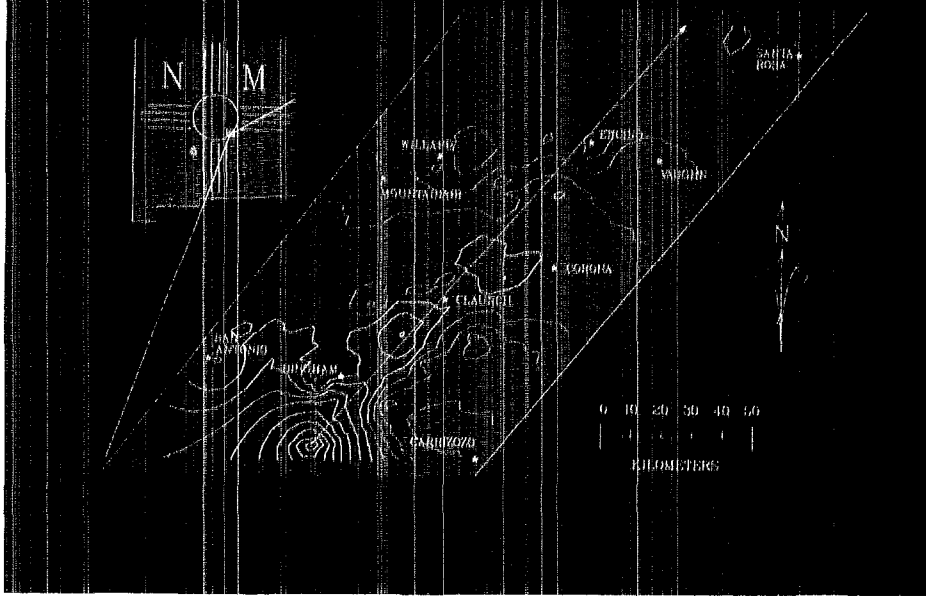 N M
SANTA
ROSA
WILLARD
ENCINO
VAUGHN
MOUNTAINAIR
N
CORONA
CLAUNCH
SAN
ANTONIO
BINGHAM
0 10 20 30 40 50
CARRIZOZO
KILOMETERS